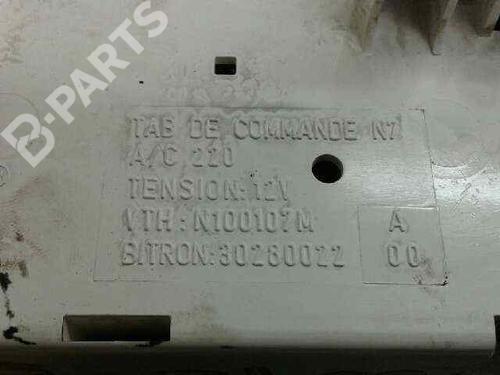 B-PARTS
TAB DE COMMANDE N7
A/C 220
TENSION: 12V
VTH: N100107M A
BITRON: 30280022 00